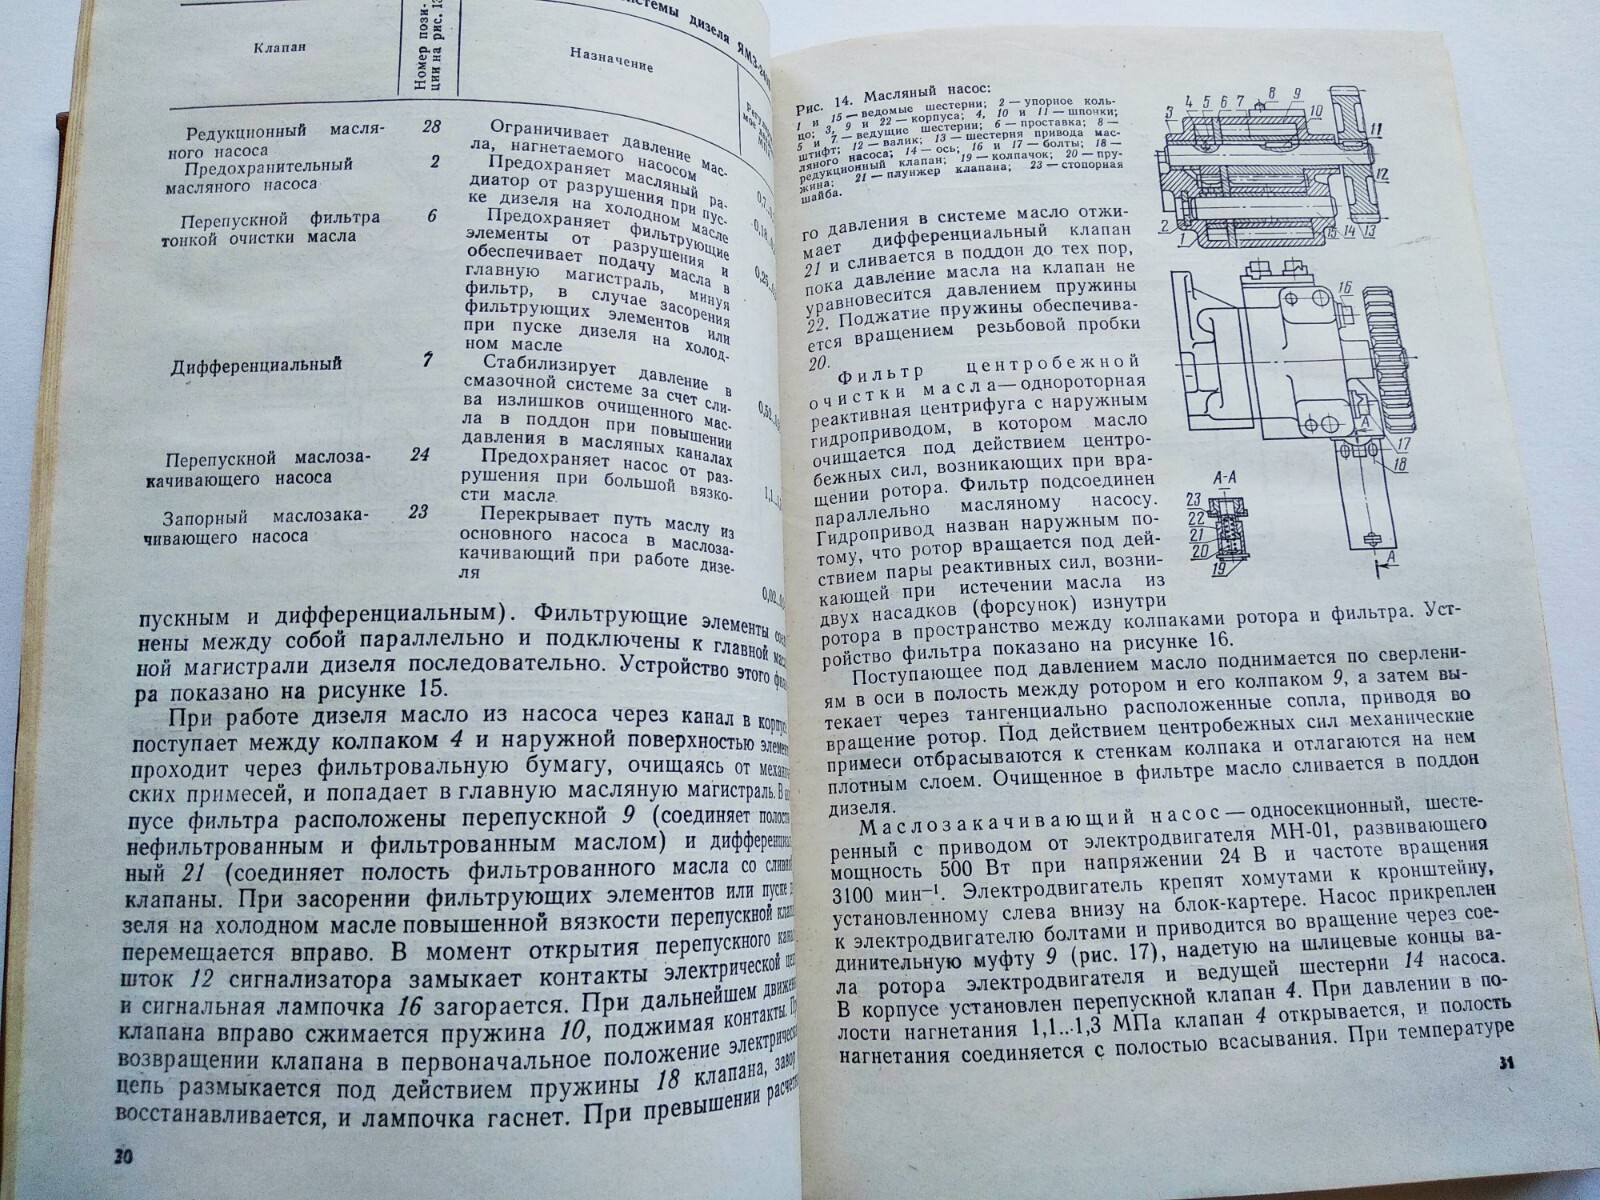 системы дизеля ЯМЗ-240
Клапан
Номер пози-
ции на рис. 13
Назначение
Редукционный масля-
ного насоса
28
Ограничивает давление мас-
ла, нагнетаемого насосом
Предохранительный
масляного насоса
2
Предохраняет масляный ра-
диатор от разрушения при пус-
ке дизеля на холодном масле
Перепускной фильтра
тонкой очистки масла
6
Предохраняет фильтрующие
элементы от разрушения и
обеспечивает подачу масла в
главную магистраль, минуя
фильтр, в случае засорения
фильтрующих элементов или
при пуске дизеля на холод-
ном масле
Дифференциальный
7
Стабилизирует давление в
смазочной системе за счет сли-
ва излишков очищенного мас-
ла в поддон при повышении
давления в масляных каналах
Перепускной маслоза-
качивающего насоса
24
Предохраняет насос от раз-
рушения при большой вязко-
сти масла
Запорный маслозака-
чивающего насоса
23
Перекрывает путь маслу из
основного насоса в маслоза-
качивающий при работе дизе-
ля
пускным и дифференциальным). Фильтрующие элементы
нены между собой параллельно и подключены к главной
ной магистрали дизеля последовательно. Устройство этого
ра показано на рисунке 15.
При работе дизеля масло из насоса через канал в
поступает между колпаком 4 и наружной поверхностью
проходит через фильтровальную бумагу, очищаясь от
ских примесей, и попадает в главную масляную магистраль. В
пусе фильтра расположены перепускной 9 (соединяет
нефильтрованным и фильтрованным маслом) и
ный 21 (соединяет полость фильтрованного масла со
клапаны. При засорении фильтрующих элементов или пуске
зеля на холодном масле повышенной вязкости перепускной
перемещается вправо. В момент открытия перепускного
шток 12 сигнализатора замыкает контакты электрической
и сигнальная лампочка 16 загорается. При дальнейшем
клапана вправо сжимается пружина 10, поджимая контакты.
возвращении клапана в первоначальное положение
цепь размыкается под действием пружины 18 клапана,
восстанавливается, и лампочка гаснет. При превышении
30
Рис. 14. Масляный насос:
1 и 15 — ведомые шестерни; 2 — упорное коль-
цо; 3, 9 и 22 — корпуса; 4, 10 и 11 — шпонки;
5 и 7 — ведущие шестерни; 6 — проставка; 8 —
штифт; 12 — валик; 13 — шестерня привода мас-
ляного насоса; 14 — ось; 16 и 17 — болты; 18 —
редукционный клапан; 19 — колпачок; 20 — пру-
жина; 21 — плунжер клапана; 23 — стопорная
шайба.
3 4 5 6 7 8 9 10
11
12
2 1 15 14 13
16
А
17
18
А-А
23
22
21
20
19
А
го давления в системе масло отжи-
мает дифференциальный клапан
21 и сливается в поддон до тех пор,
пока давление масла на клапан не
уравновесится давлением пружины
22. Поджатие пружины обеспечива-
ется вращением резьбовой пробки
20.
Фильтр центробежной
очистки масла — однороторная
реактивная центрифуга с наружным
гидроприводом, в котором масло
очищается под действием центро-
бежных сил, возникающих при вра-
щении ротора. Фильтр подсоединен
параллельно масляному насосу.
Гидропривод назван наружным по-
тому, что ротор вращается под дей-
ствием пары реактивных сил, возни-
кающей при истечении масла из
двух насадков (форсунок) изнутри
ротора в пространство между колпаками ротора и фильтра. Уст-
ройство фильтра показано на рисунке 16.
Поступающее под давлением масло поднимается по сверлени-
ям в оси в полость между ротором и его колпаком 9, а затем вы-
текает через тангенциально расположенные сопла, приводя во
вращение ротор. Под действием центробежных сил механические
примеси отбрасываются к стенкам колпака и отлагаются на нем
плотным слоем. Очищенное в фильтре масло сливается в поддон
дизеля.
Маслозакачивающий насос — односекционный, шесте-
ренный с приводом от электродвигателя МН-01, развивающего
мощность 500 Вт при напряжении 24 В и частоте вращения
3100 мин⁻¹. Электродвигатель крепят хомутами к кронштейну,
установленному слева внизу на блок-картере. Насос прикреплен
к электродвигателю болтами и приводится во вращение через сое-
динительную муфту 9 (рис. 17), надетую на шлицевые концы ва-
ла ротора электродвигателя и ведущей шестерни 14 насоса.
В корпусе установлен перепускной клапан 4. При давлении в по-
лости нагнетания 1,1...1,3 МПа клапан 4 открывается, и полость
нагнетания соединяется с полостью всасывания. При температуре
31